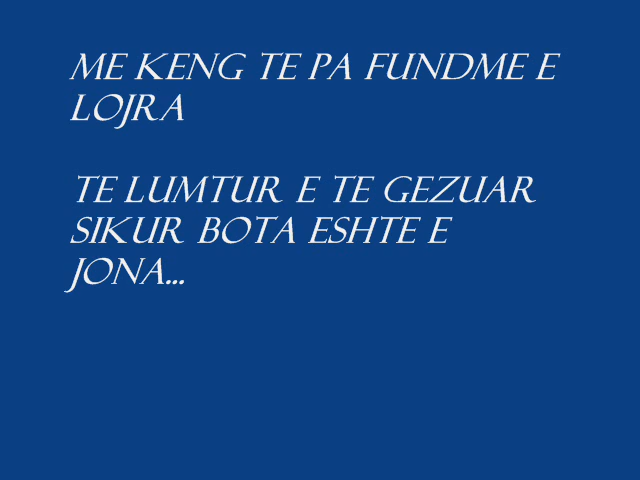 ME KENG TE PA FUNDME E
LOJRA
TE LUMTUR E TE GEZUAR
SIKUR BOTA ESHTE E
JONA...